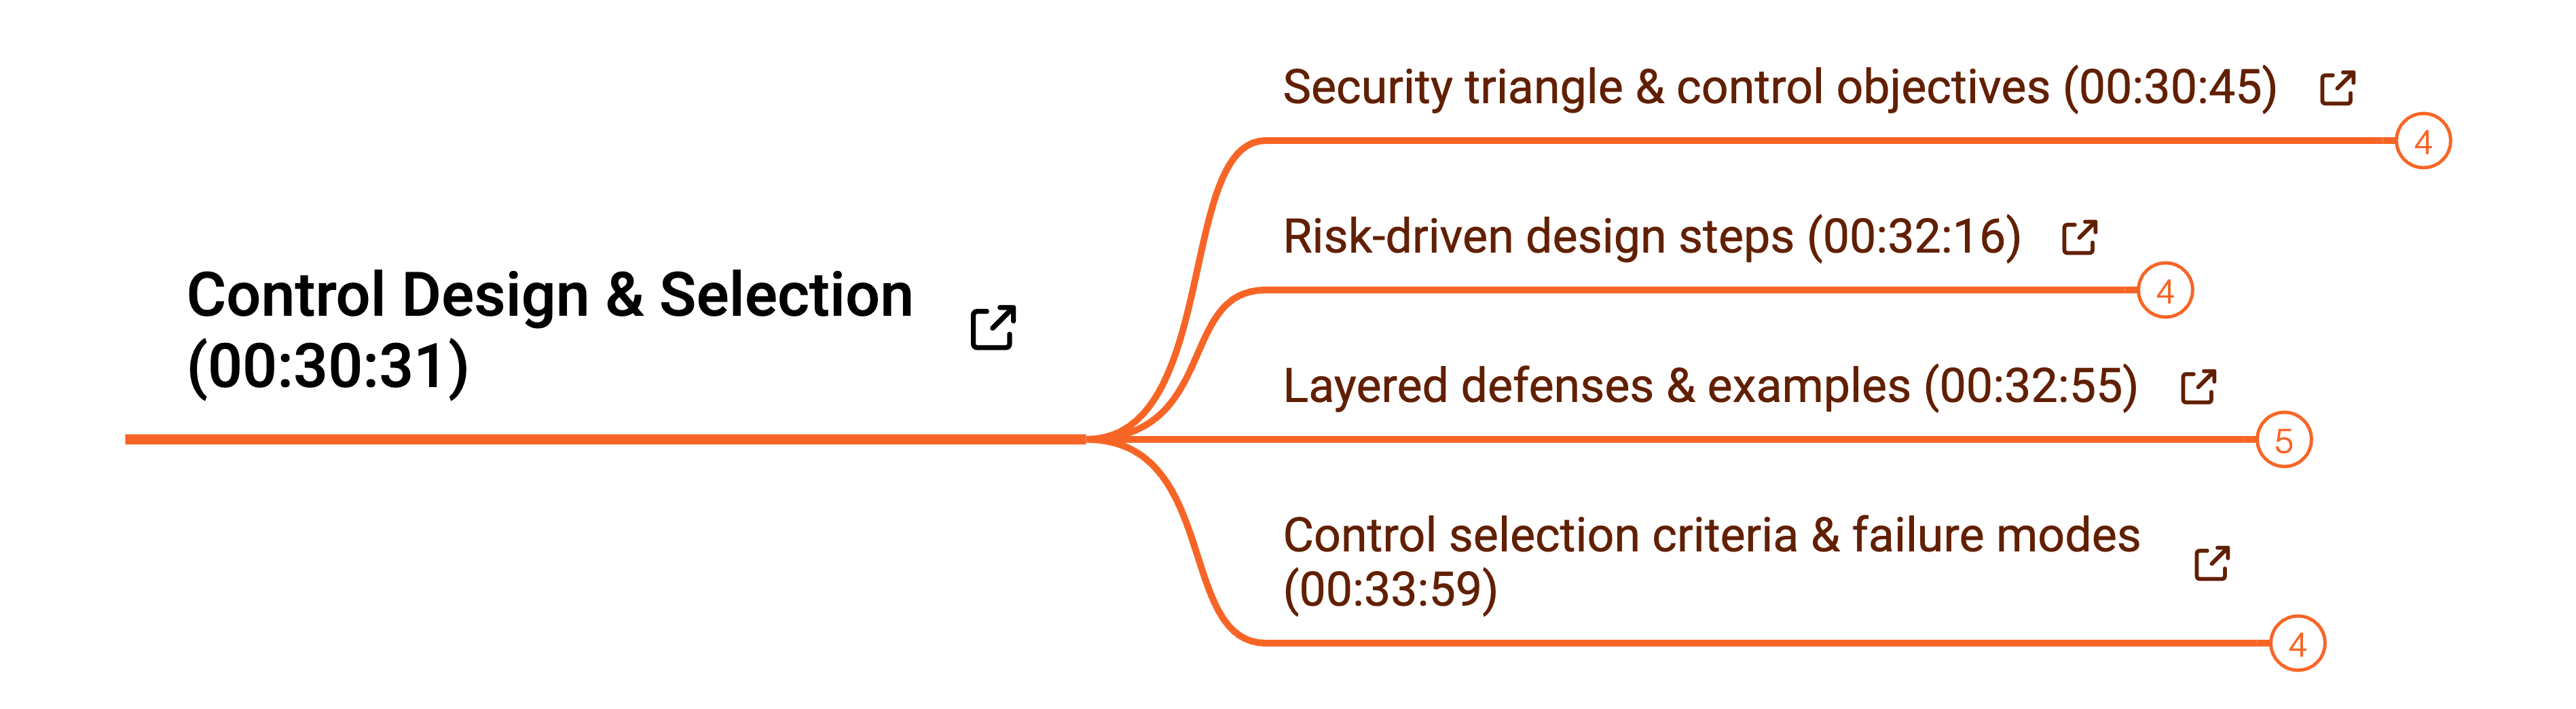 Control Design & Selection
(00:30:31)
Security triangle & control objectives (00:30:45)
4
Risk-driven design steps (00:32:16)
4
Layered defenses & examples (00:32:55)
5
Control selection criteria & failure modes
(00:33:59)
4